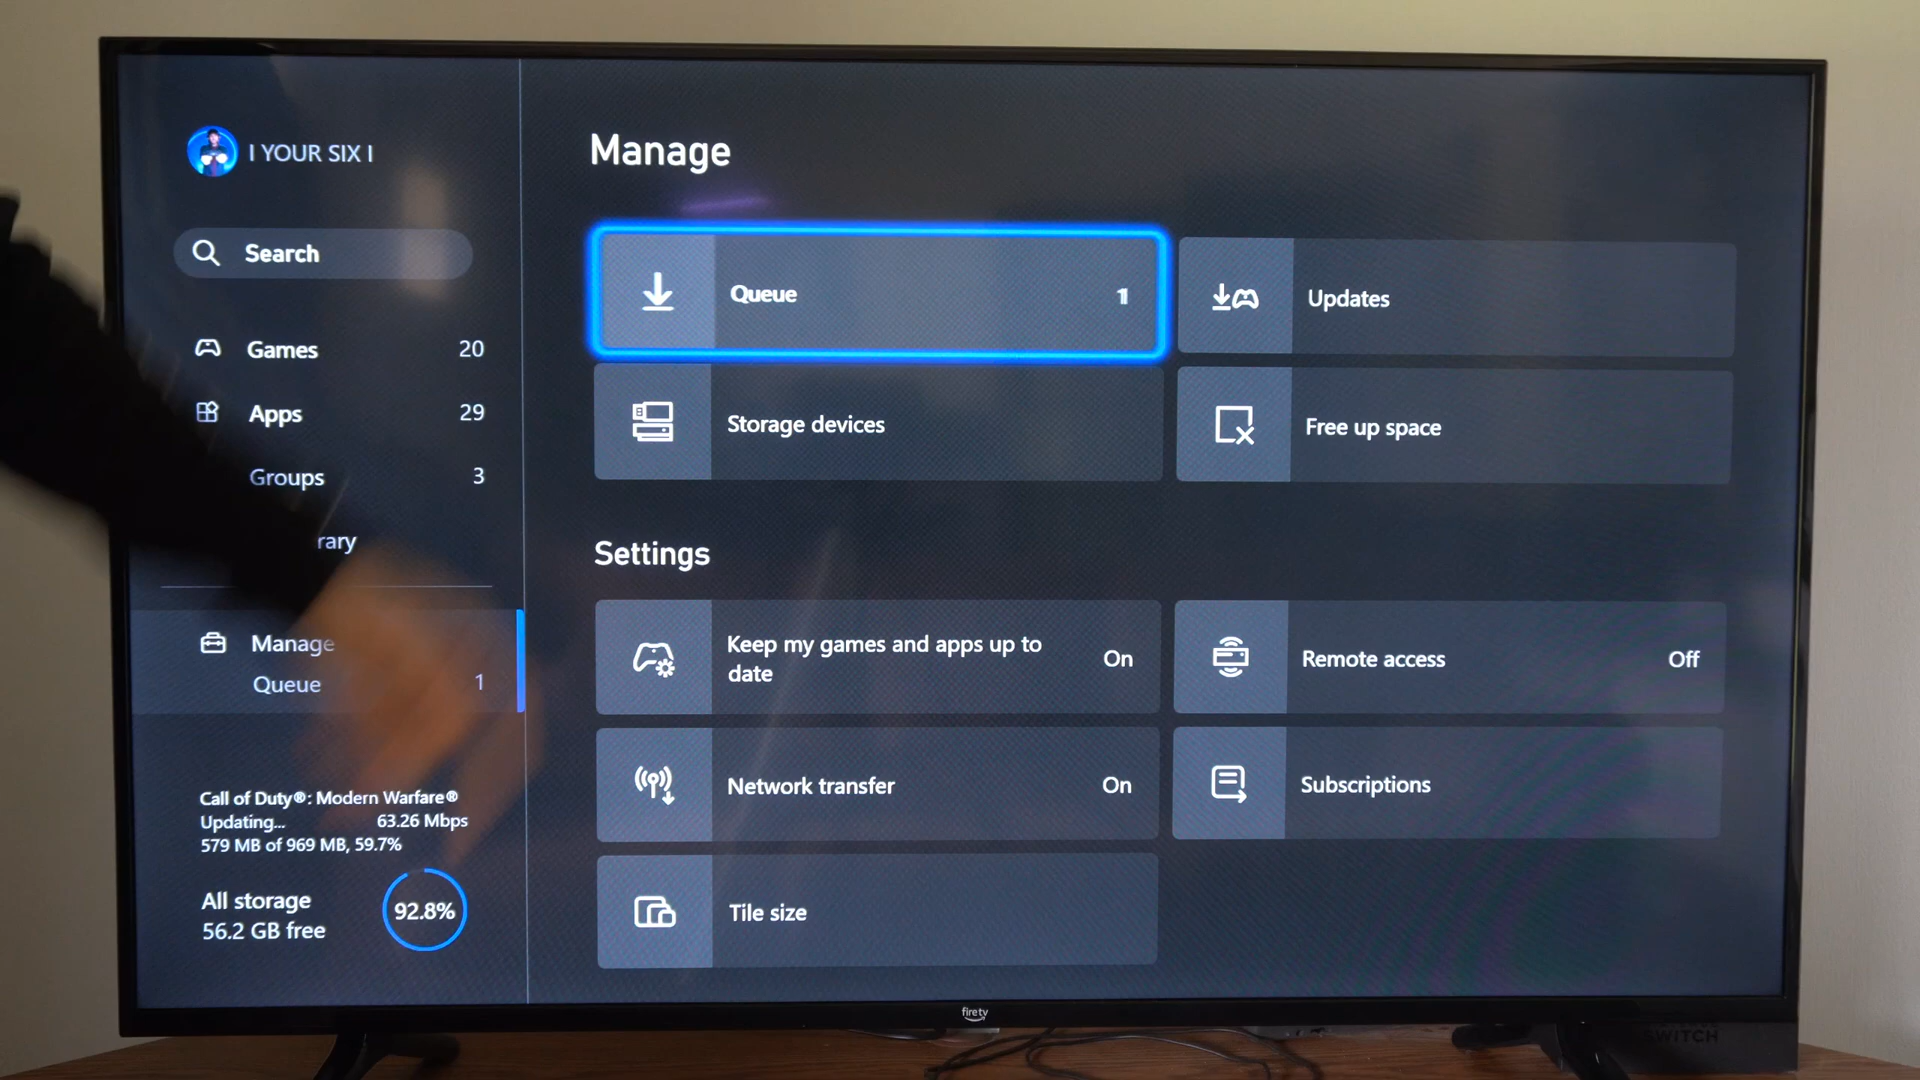 I YOUR SIX I
Search
Games 20
Apps 29
Groups 3
rary
Manage
Queue 1
Call of Duty®: Modern Warfare®
Updating... 63.26 Mbps
579 MB of 969 MB, 59.7%
All storage
56.2 GB free
92.8%
Manage
Queue 1
Updates
Storage devices
Free up space
Settings
Keep my games and apps up to
date
On
Remote access Off
Network transfer On
Subscriptions
Tile size
firetv
SWITCH